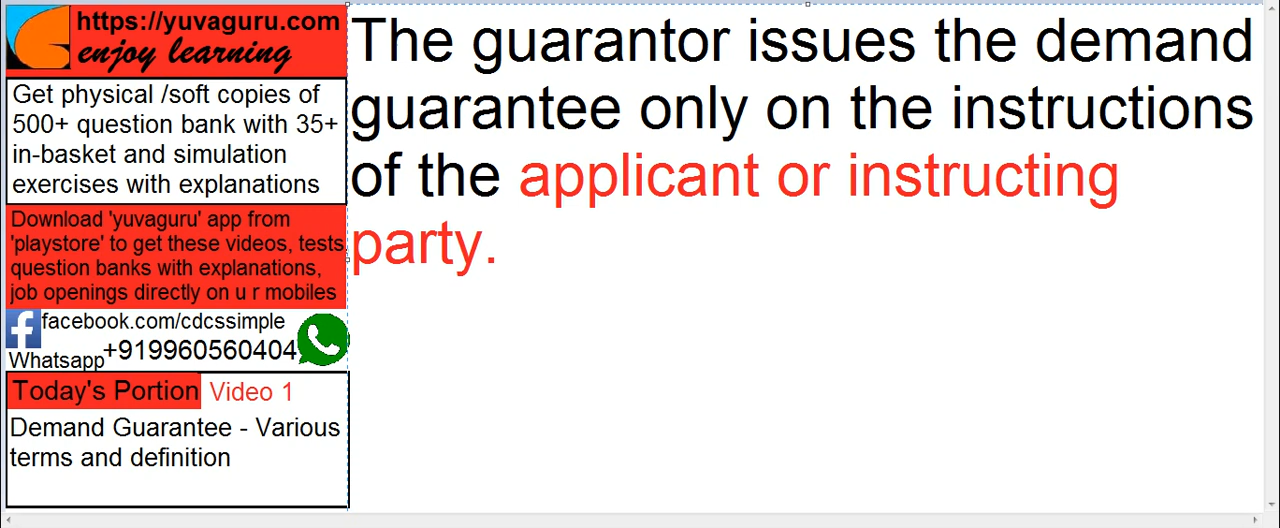 https://yuvaguru.com
enjoy learning
Get physical /soft copies of
500+ question bank with 35+
in-basket and simulation
exercises with explanations
Download 'yuvaguru' app from
'playstore' to get these videos, tests
question banks with explanations,
job openings directly on u r mobiles
facebook.com/cdcssimple
Whatsapp +919960560404
Today's Portion Video 1
Demand Guarantee - Various
terms and definition
The guarantor issues the demand
guarantee only on the instructions
of the applicant or instructing
party.